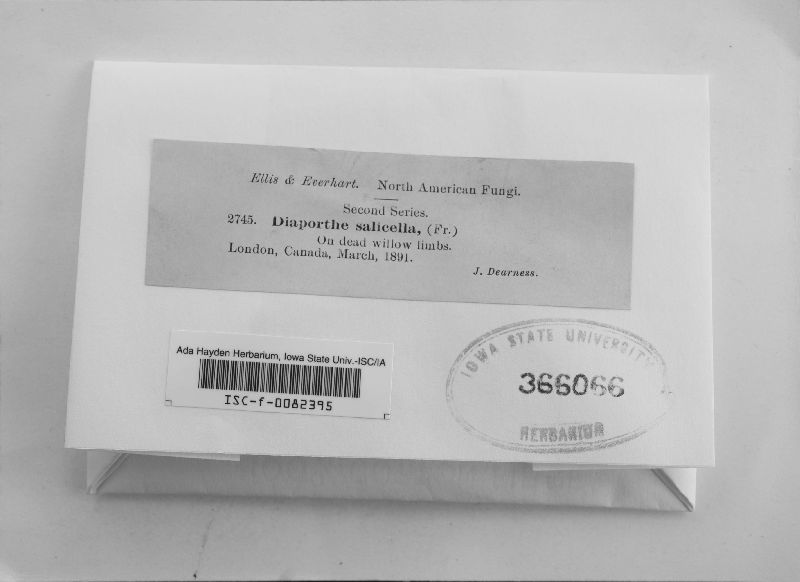 Ellis & Everhart. North American Fungi.
Second Series.
2745. Diaporthe salicella, (Fr.)
On dead willow limbs.
London, Canada, March, 1891.
J. Dearness.
Ada Hayden Herbarium, Iowa State Univ.-ISC/IA
ISC-f-0082395
IOWA STATE UNIVERSITY
366066
HERBARIUM